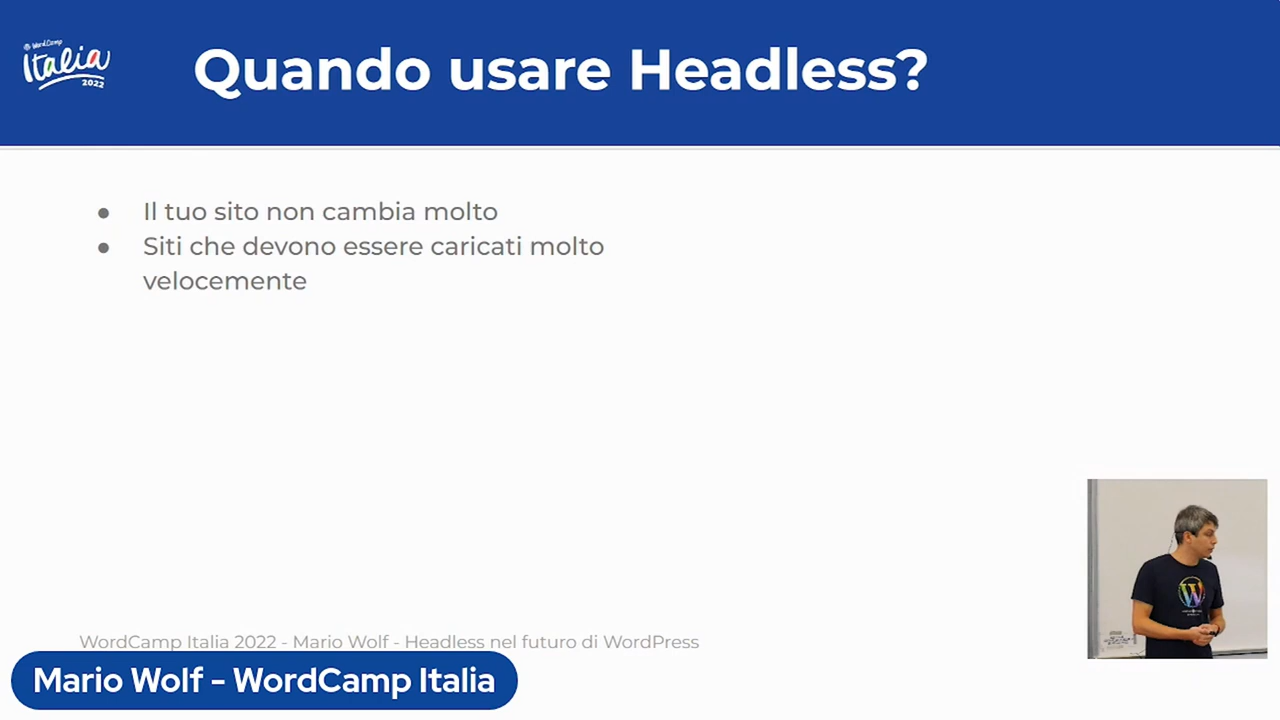 WordCamp
Italia
2022
Quando usare Headless?
● Il tuo sito non cambia molto
● Siti che devono essere caricati molto
velocemente
WordCamp Italia 2022 - Mario Wolf - Headless nel futuro di WordPress
Mario Wolf - WordCamp Italia